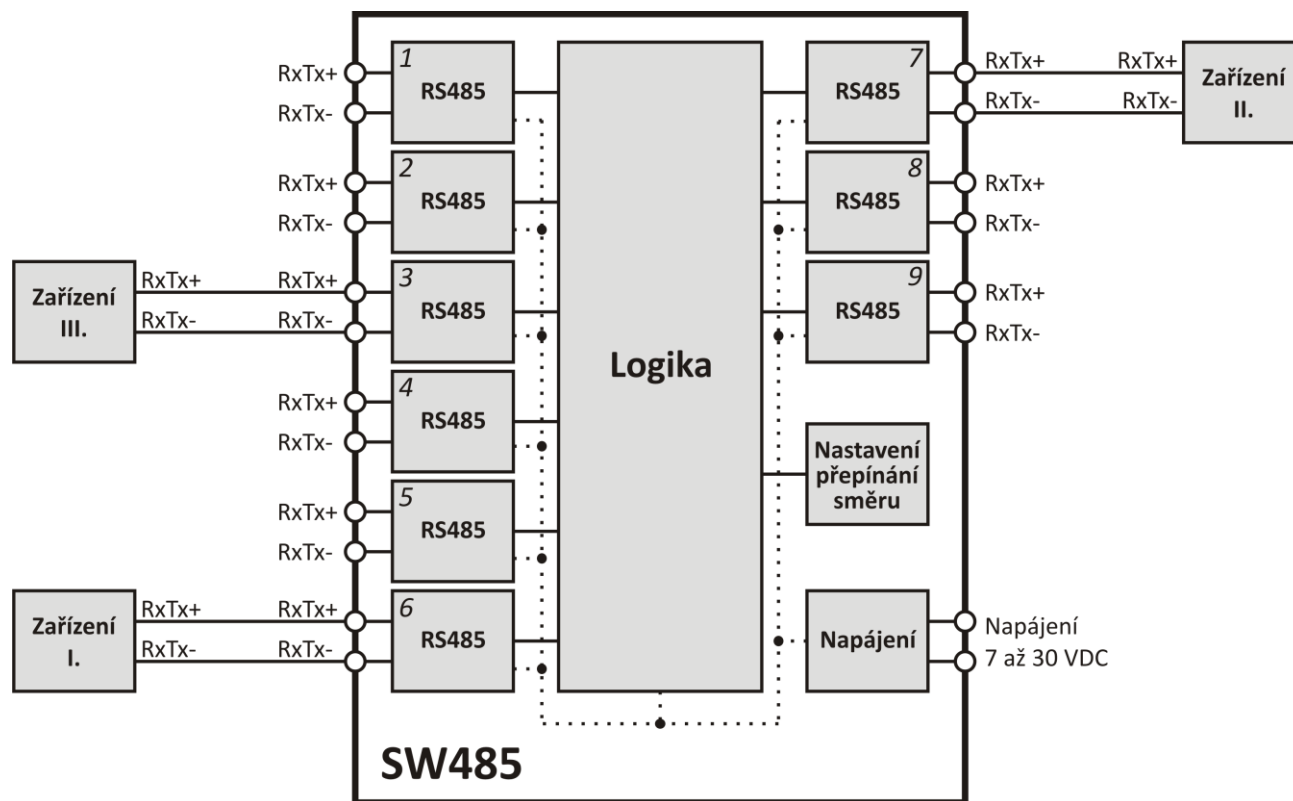 1
RS485
RxTx+
RxTx-
2
RS485
RxTx+
RxTx-
Zařízení
III.
RxTx+
RxTx-
RxTx+
RxTx-
3
RS485
4
RS485
RxTx+
RxTx-
5
RS485
RxTx+
RxTx-
Zařízení
I.
RxTx+
RxTx-
RxTx+
RxTx-
6
RS485
Logika
7
RS485
RxTx+
RxTx-
RxTx+
RxTx-
Zařízení
II.
8
RS485
RxTx+
RxTx-
9
RS485
RxTx+
RxTx-
Nastavení
přepínání
směru
Napájení
Napájení
7 až 30 VDC
SW485